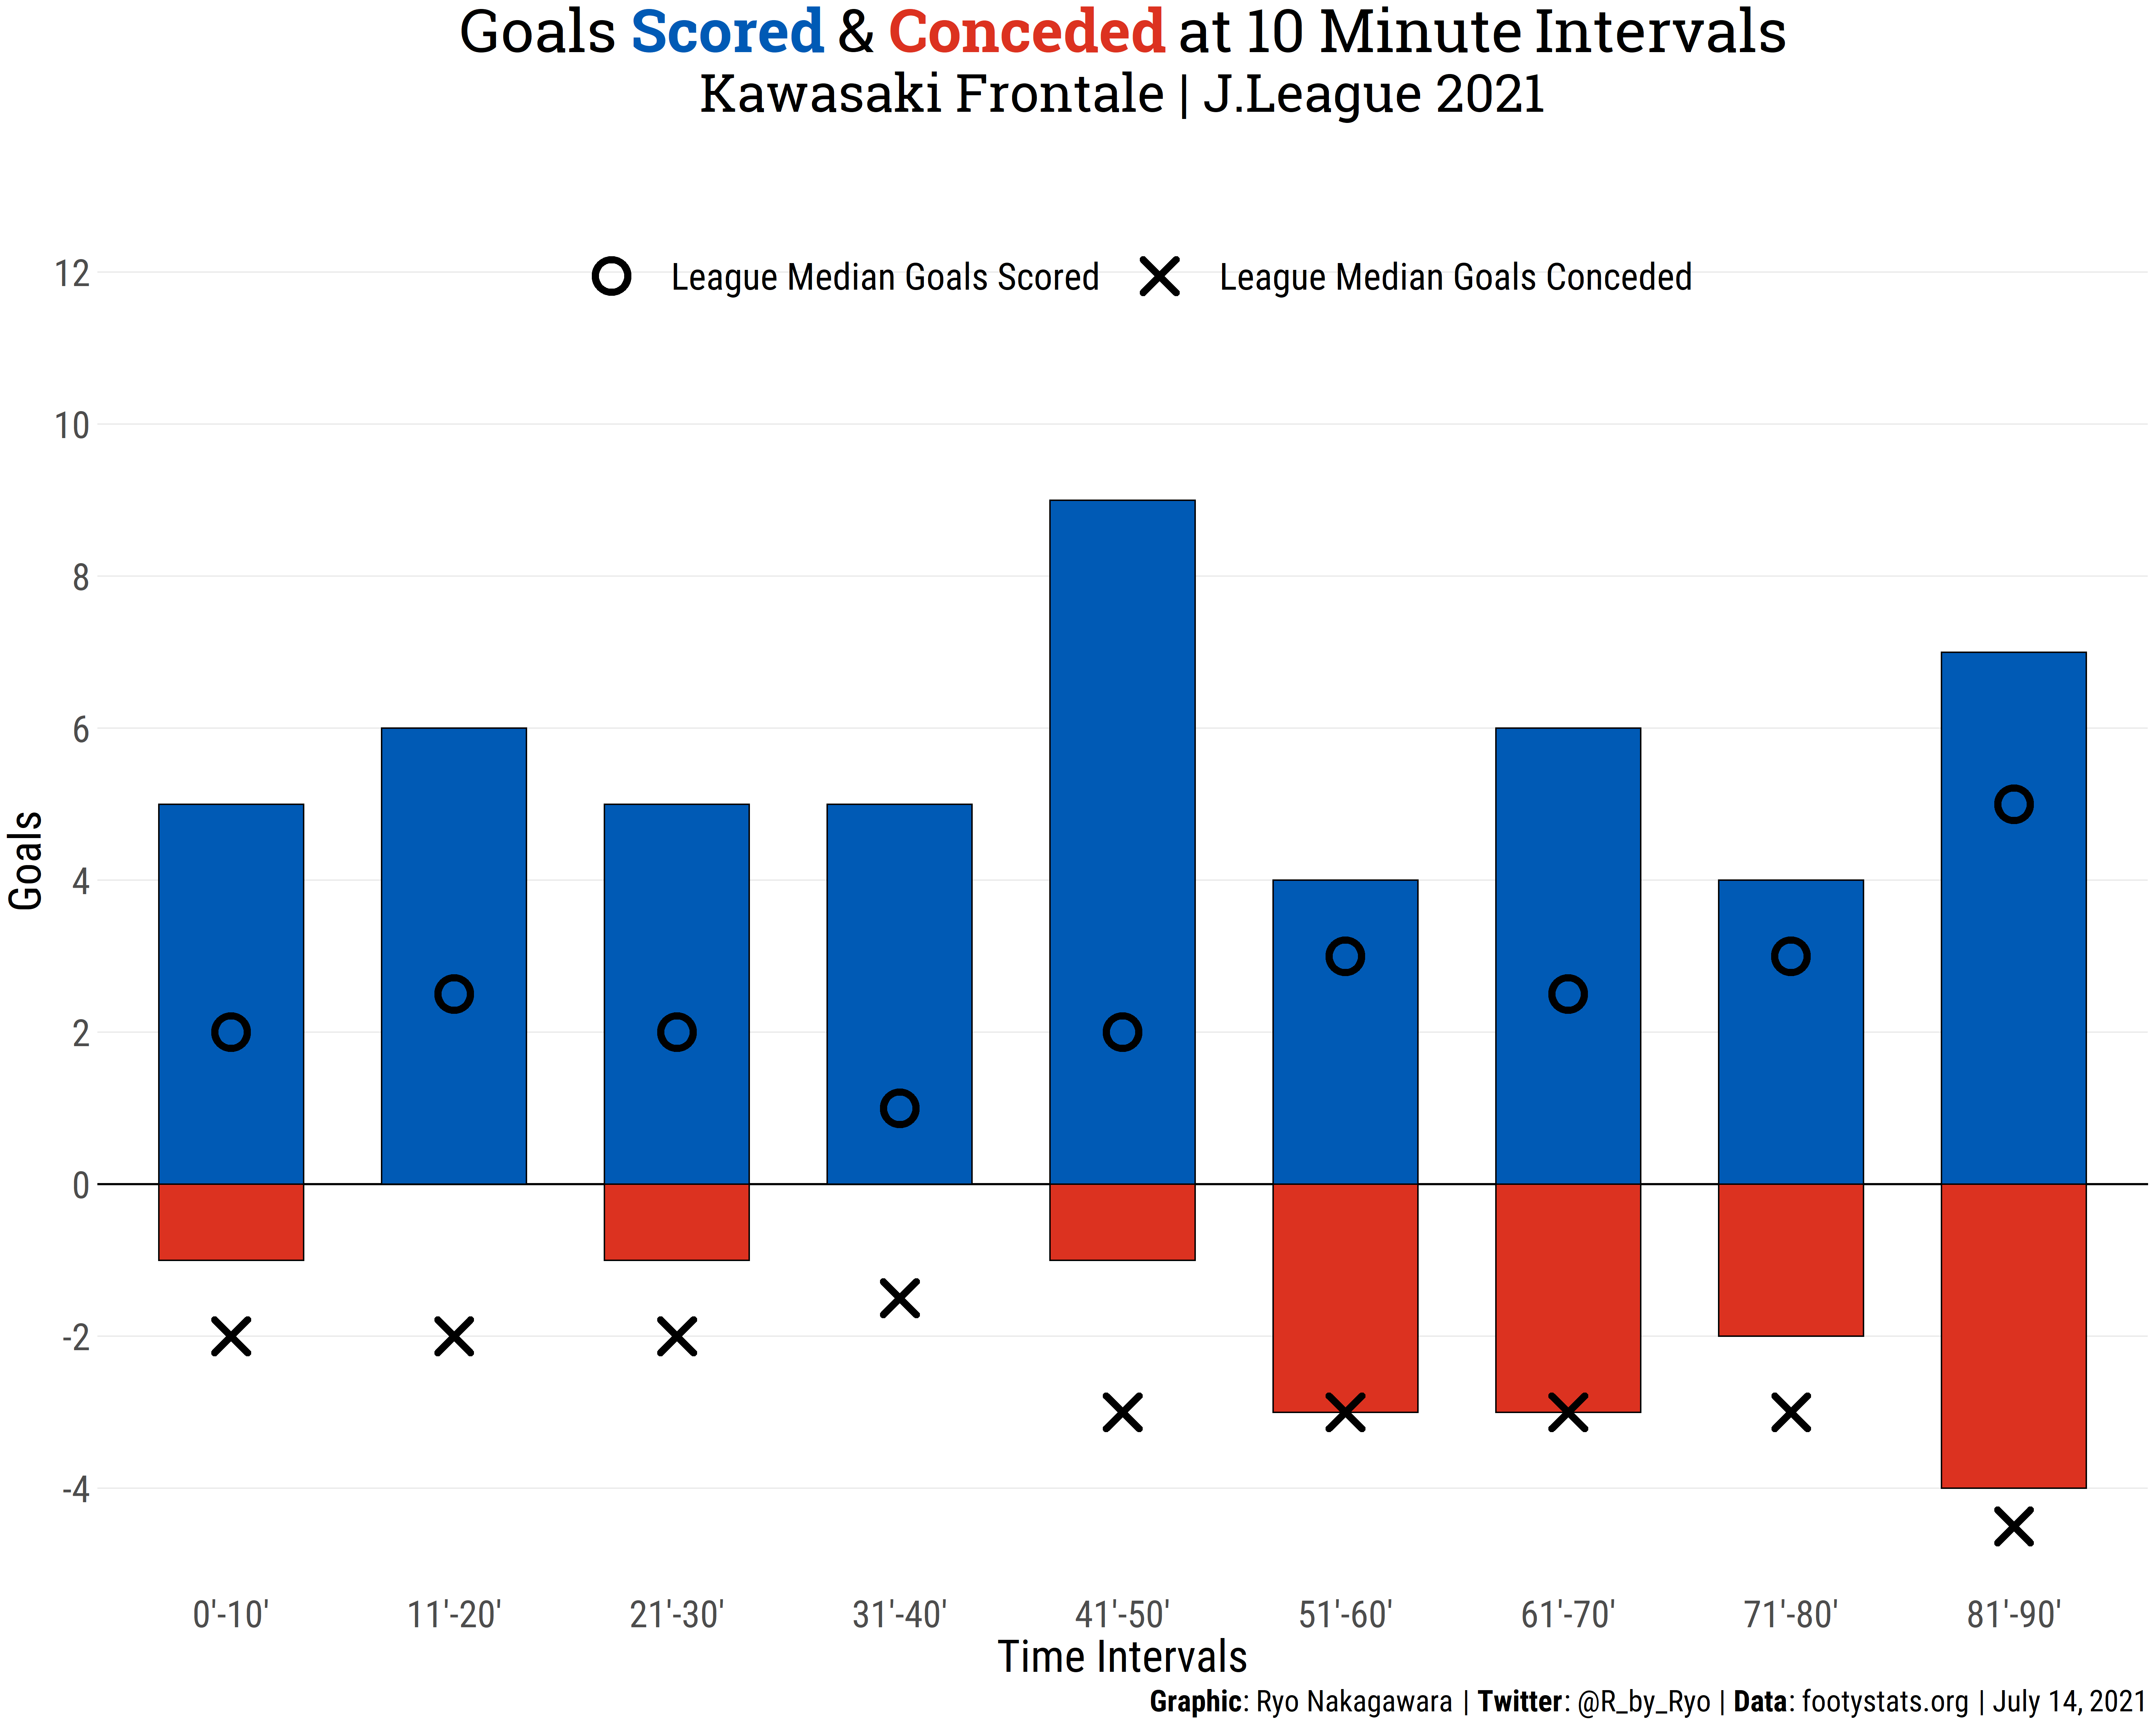 Goals Scored & Conceded at 10 Minute Intervals
Kawasaki Frontale | J.League 2021
League Median Goals Scored
League Median Goals Conceded
12
10
8
6
4
2
0
-2
-4
Goals
0'-10'
11'-20'
21'-30'
31'-40'
41'-50'
51'-60'
61'-70'
71'-80'
81'-90'
Time Intervals
Graphic: Ryo Nakagawara | Twitter: @R_by_Ryo | Data: footystats.org | July 14, 2021